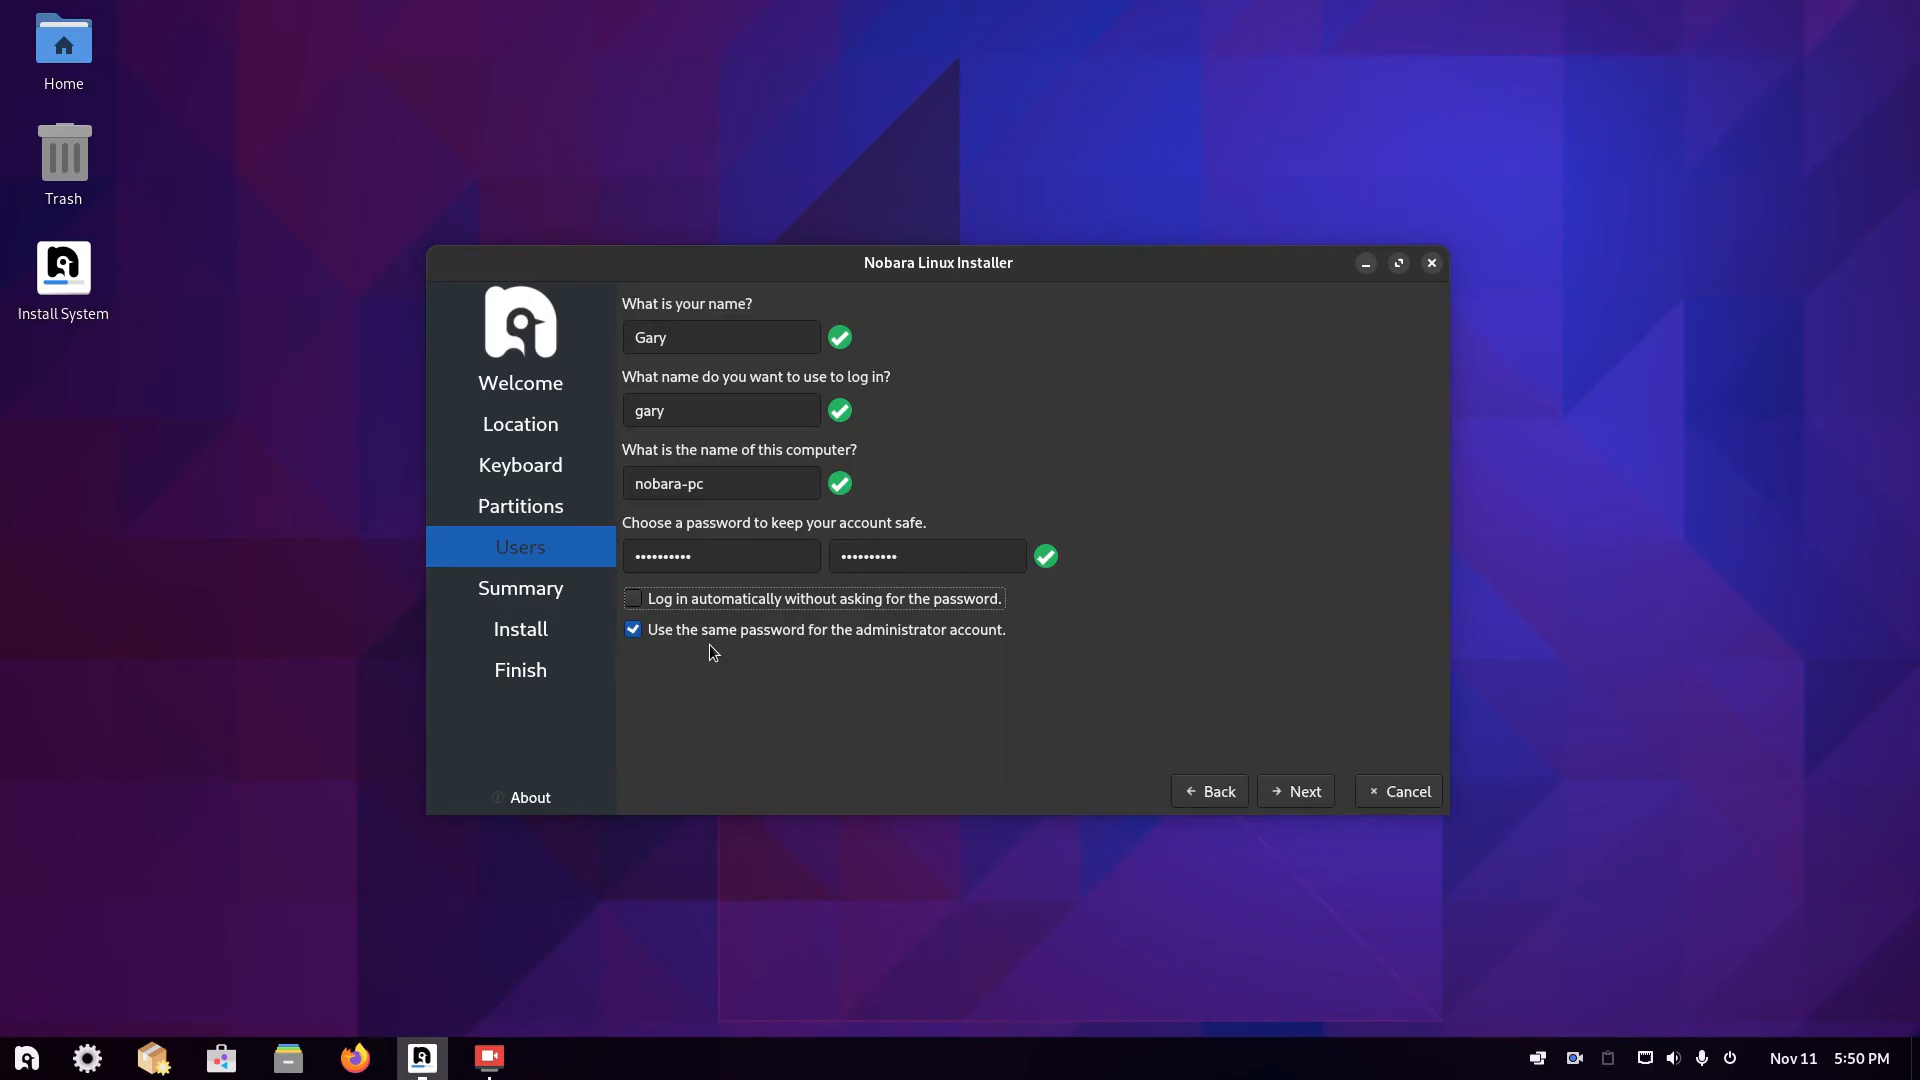 Home
Trash
Install System
Nobara Linux Installer
Welcome
Location
Keyboard
Partitions
Users
Summary
Install
Finish
About
What is your name?
Gary
What name do you want to use to log in?
gary
What is the name of this computer?
nobara-pc
Choose a password to keep your account safe.
•••••••••• ••••••••••
Log in automatically without asking for the password.
Use the same password for the administrator account.
Back Next Cancel
Nov 11 5:50 PM